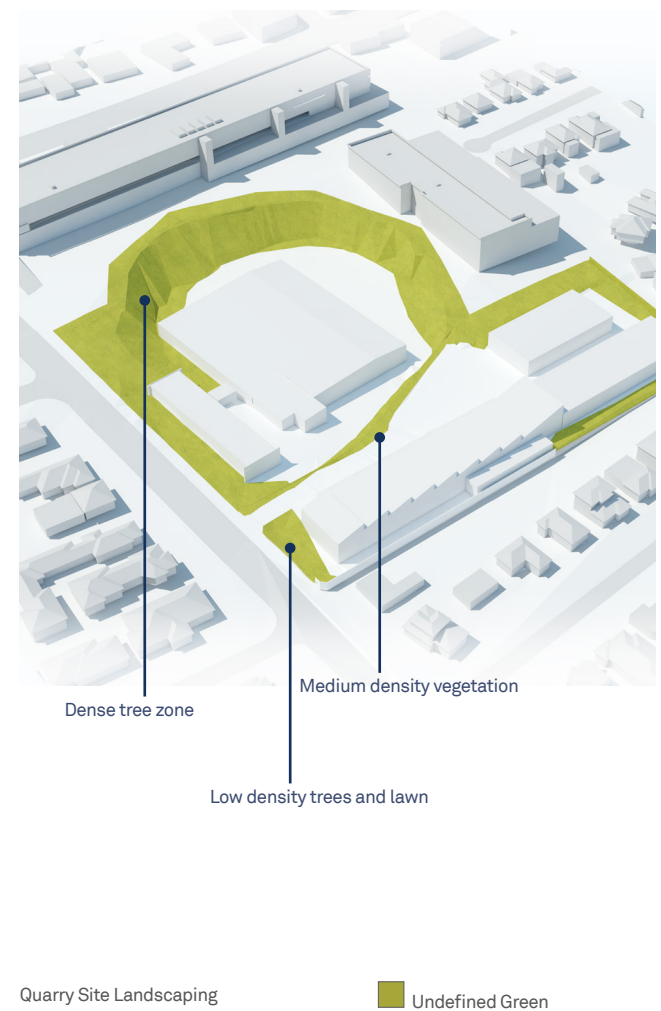 Medium density vegetation
Dense tree zone
Low density trees and lawn
Quarry Site Landscaping
Undefined Green